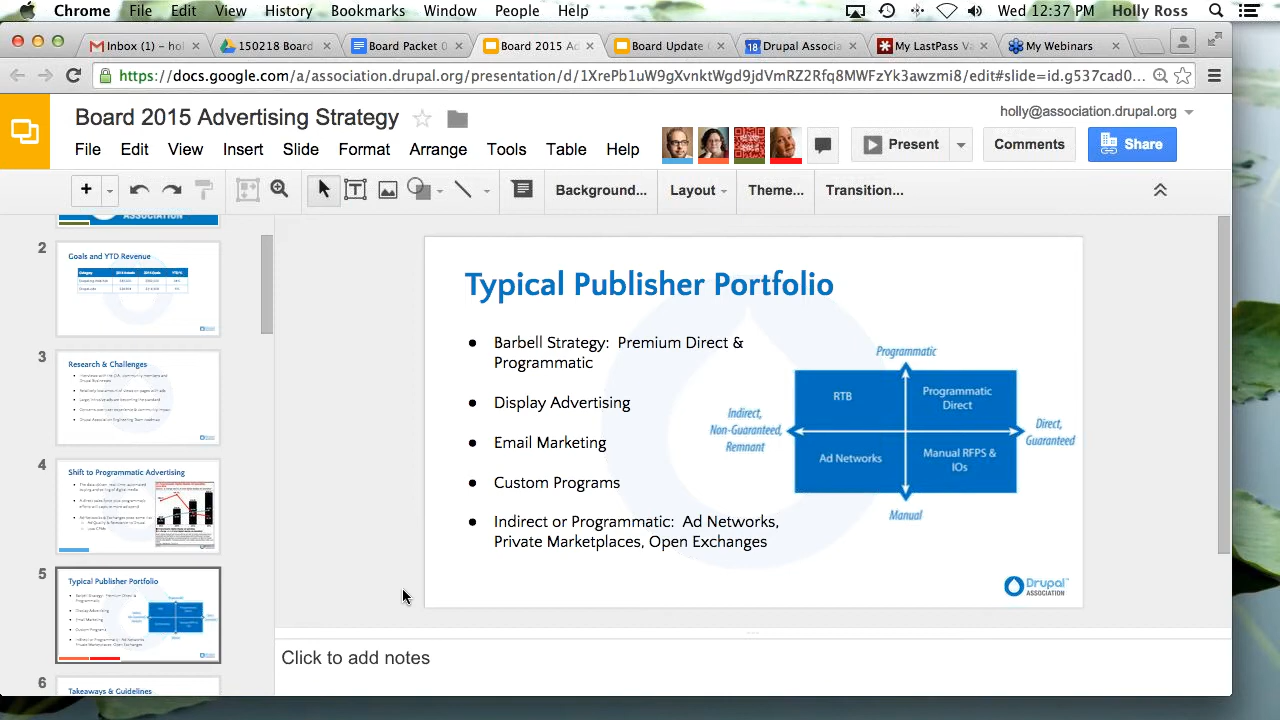 Chrome File Edit View History Bookmarks Window People Help Wed 12:37 PM Holly Ross
Inbox (1) – hol 150218 Board Board Packet 0 Board 2015 Ad Board Update Drupal Associa 18 My LastPass Va My Webinars
https://docs.google.com/a/association.drupal.org/presentation/d/1XrePb1uW9gXvnktWgd9jdVmRZ2Rfq8MWFzYk3awzmi8/edit#slide=id.g537cad0...
Board 2015 Advertising Strategy
holly@association.drupal.org
File Edit View Insert Slide Format Arrange Tools Table Help
Present Comments Share
Background... Layout Theme... Transition...
ASSOCIATION
2
Goals and YTD Revenue
3
Research & Challenges
4
Shift to Programmatic Advertising
5
Typical Publisher Portfolio
6
Takeaways & Guidelines
Typical Publisher Portfolio
Barbell Strategy: Premium Direct &
Programmatic
Display Advertising
Email Marketing
Custom Programs
Indirect or Programmatic: Ad Networks,
Private Marketplaces, Open Exchanges
Programmatic
RTB
Programmatic
Direct
Indirect,
Non-Guaranteed,
Remnant
Direct,
Guaranteed
Ad Networks
Manual RFPS &
IOs
Manual
Drupal™
ASSOCIATION
Click to add notes